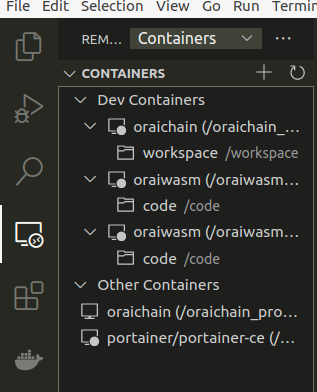 File Edit Selection View Go Run Termin
REM... Containers ...
CONTAINERS
Dev Containers
oraichain (/oraichain_...
workspace /workspace
oraiwasm (/oraiwasm...
code /code
oraiwasm (/oraiwasm...
code /code
Other Containers
oraichain (/oraichain_pro...
portainer/portainer-ce (/...